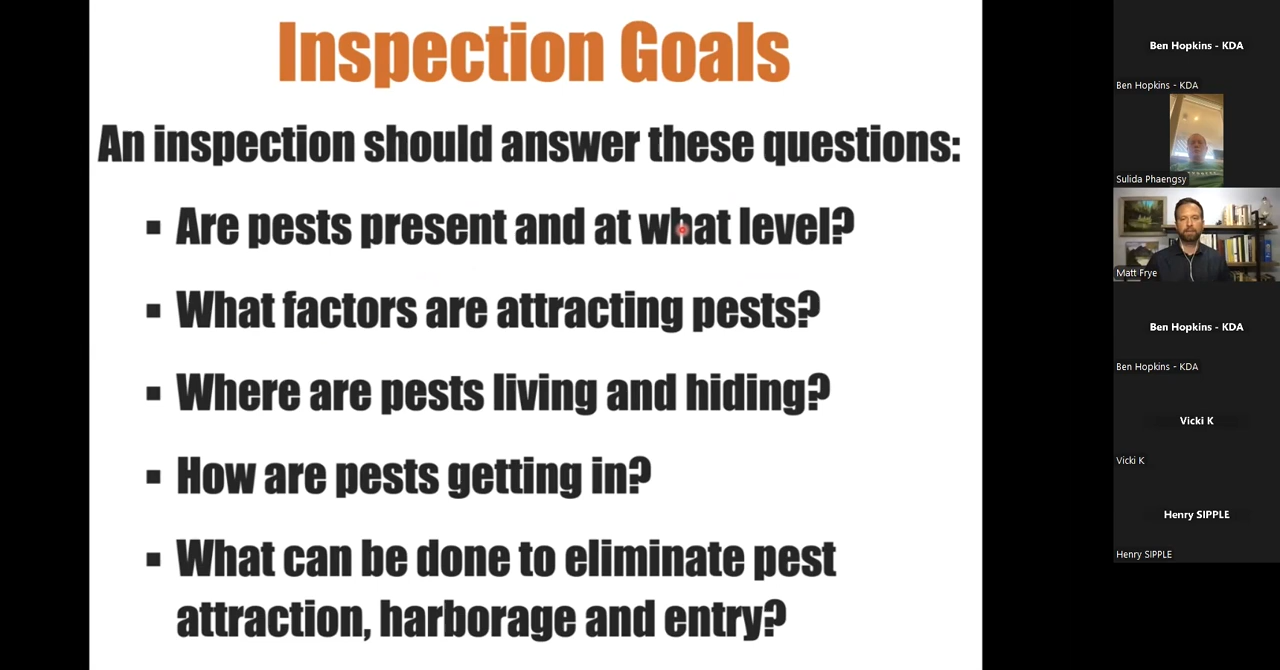 Inspection Goals
An inspection should answer these questions:
▪ Are pests present and at what level?
▪ What factors are attracting pests?
▪ Where are pests living and hiding?
▪ How are pests getting in?
▪ What can be done to eliminate pest
attraction, harborage and entry?
Ben Hopkins - KDA
Ben Hopkins - KDA
Sulida Phaengsy
Matt Frye
Ben Hopkins - KDA
Ben Hopkins - KDA
Vicki K
Vicki K
Henry SIPPLE
Henry SIPPLE